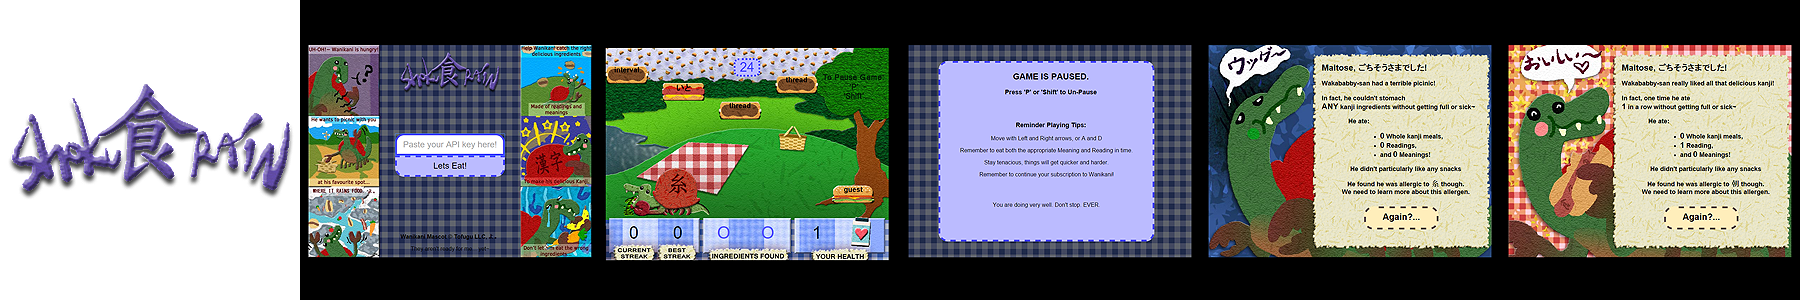 Shoku食RAIN
UH-OH!~ Wanikani is hungry!
He wants to picnic with you
at his favourite spot...
WHERE IT RAINS FOOD
Shoku食RAIN
Paste your API key here!
Lets Eat!
Wanikani Mascot © Tofugu LLC.
Help Wanikani catch the right
delicious ingredients
Made of readings and
meanings
漢字
To make his delicious Kanji
Don't let him eat the wrong
ingredients
interval
24
thread
To Pause Game:
'P'
Shift
いと
thread
糸
guest
0
0
1
CURRENT
STREAK
BEST
STREAK
INGREDIENTS FOUND
YOUR HEALTH
GAME IS PAUSED.
Press 'P' or 'Shift' to Un-Pause
Reminder Playing Tips:
Move with Left and Right arrows, or A and D
Remember to eat both the appropriate Meaning and Reading in time.
Stay tenacious, things will get quicker and harder.
Remember to continue your subscription to Wanikani!
You are doing very well. Don't stop. EVER.
ウッゲ~
Maltose, ごちそうさまでした!
Wakababby-san had a terrible picnic!
In fact, he couldn't stomach
ANY kanji ingredients without getting full or sick~
He ate:
0 Whole kanji meals,
0 Readings,
and 0 Meanings!
He didn't particularly like any snacks
He found he was allergic to 糸 though.
We need to learn more about this allergen.
Again?...
おいしい~
Maltose, ごちそうさまでした!
Wakababby-san really liked all that delicious kanji!
In fact, one time he ate
1 in a row without getting full or sick~
He ate:
0 Whole kanji meals,
1 Reading,
and 0 Meanings!
He didn't particularly like any snacks
He found he was allergic to 朝 though.
We need to learn more about this allergen.
Again?...